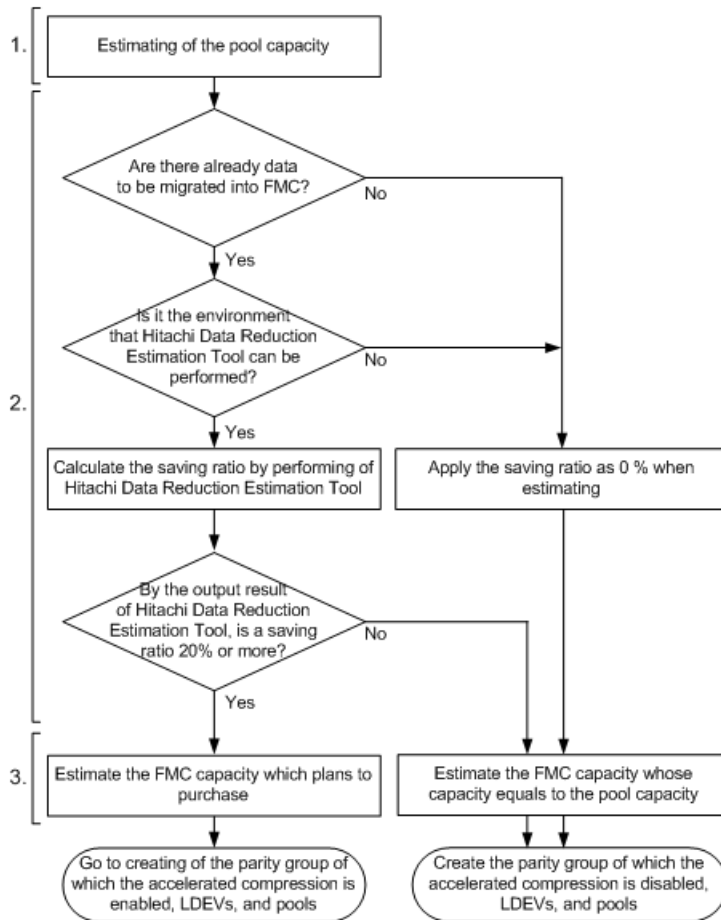 1.
Estimating of the pool capacity
Are there already data
to be migrated into FMC?
No
Yes
Is it the environment
that Hitachi Data Reduction
Estimation Tool can be
performed?
No
Yes
2.
Calculate the saving ratio by performing of
Hitachi Data Reduction Estimation Tool
Apply the saving ratio as 0 % when
estimating
By the output result
of Hitachi Data Reduction
Estimation Tool, is a saving
ratio 20% or more?
No
Yes
3.
Estimate the FMC capacity which plans to
purchase
Estimate the FMC capacity whose
capacity equals to the pool capacity
Go to creating of the parity group of
which the accelerated compression is
enabled, LDEVs, and pools
Create the parity group of which the
accelerated compression is disabled,
LDEVs, and pools